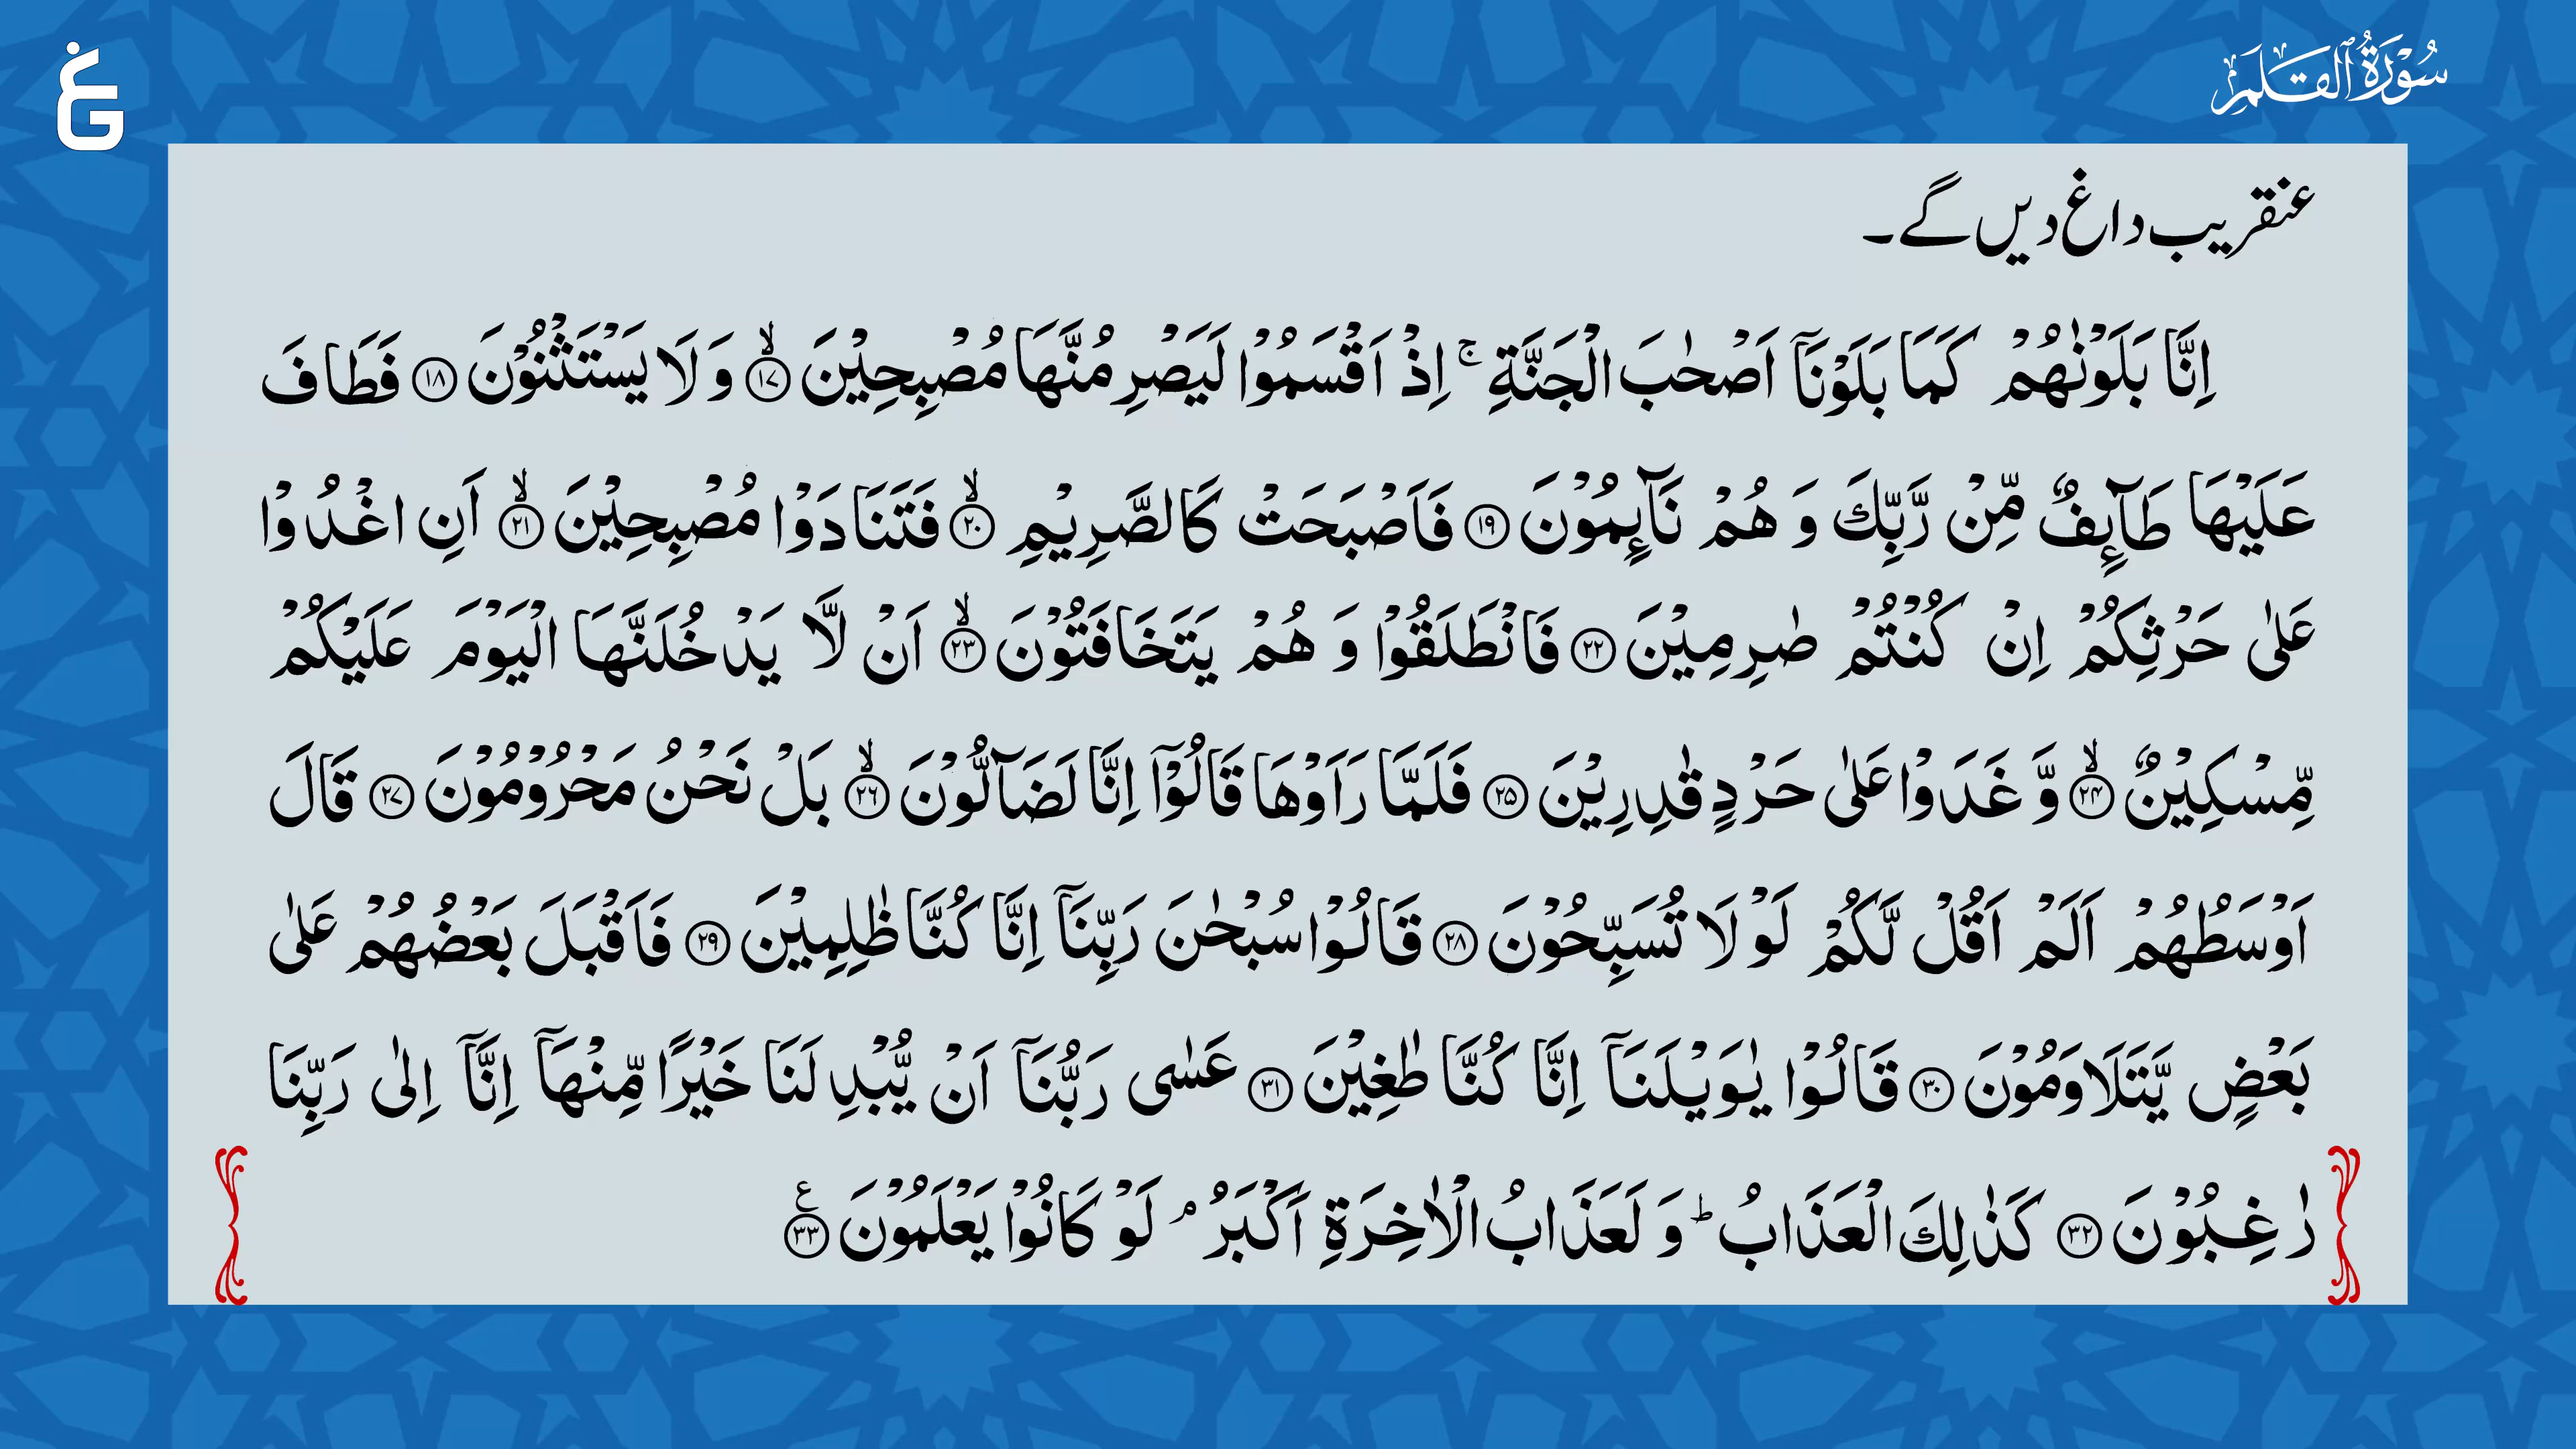 سُوْرَةُ الْقَلَم
عنقریب داغ دیں گے۔
اِنَّا بَلَوْنٰهُمْ كَمَا بَلَوْنَاۤ اَصْحٰبَ الْجَنَّةِ ۚ اِذْ اَقْسَمُوْا لَيَصْرِمُنَّهَا مُصْبِحِيْنَ ۙ﴿۱۷﴾ وَ لَا يَسْتَثْنُوْنَ ﴿۱۸﴾ فَطَافَ
عَلَيْهَا طَآىِٕفٌ مِّنْ رَّبِّكَ وَ هُمْ نَآىِٕمُوْنَ ﴿۱۹﴾ فَاَصْبَحَتْ كَالصَّرِيْمِ ۙ﴿۲۰﴾ فَتَنَادَوْا مُصْبِحِيْنَ ۙ﴿۲۱﴾ اَنِ اغْدُوْا
عَلٰى حَرْثِكُمْ اِنْ كُنْتُمْ صٰرِمِيْنَ ﴿۲۲﴾ فَانْطَلَقُوْا وَ هُمْ يَتَخَافَتُوْنَ ۙ﴿۲۳﴾ اَنْ لَّا يَدْخُلَنَّهَا الْيَوْمَ عَلَيْكُمْ
مِّسْكِيْنٌ ۙ﴿۲۴﴾ وَّ غَدَوْا عَلٰى حَرْدٍ قٰدِرِيْنَ ﴿۲۵﴾ فَلَمَّا رَاَوْهَا قَالُوْۤا اِنَّا لَضَآلُّوْنَ ۙ﴿۲۶﴾ بَلْ نَحْنُ مَحْرُوْمُوْنَ ﴿۲۷﴾ قَالَ
اَوْسَطُهُمْ اَلَمْ اَقُلْ لَّكُمْ لَوْ لَا تُسَبِّحُوْنَ ﴿۲۸﴾ قَالُوْا سُبْحٰنَ رَبِّنَاۤ اِنَّا كُنَّا ظٰلِمِيْنَ ﴿۲۹﴾ فَاَقْبَلَ بَعْضُهُمْ عَلٰى
بَعْضٍ يَّتَلَاوَمُوْنَ ﴿۳۰﴾ قَالُوْا يٰوَيْلَنَاۤ اِنَّا كُنَّا طٰغِيْنَ ﴿۳۱﴾ عَسٰى رَبُّنَاۤ اَنْ يُّبْدِلَنَا خَيْرًا مِّنْهَاۤ اِنَّاۤ اِلٰى رَبِّنَا
رٰغِبُوْنَ ﴿۳۲﴾ كَذٰلِكَ الْعَذَابُ ؕ وَ لَعَذَابُ الْاٰخِرَةِ اَكْبَرُ ۘ لَوْ كَانُوْا يَعْلَمُوْنَ ﴿۳۳﴾ع